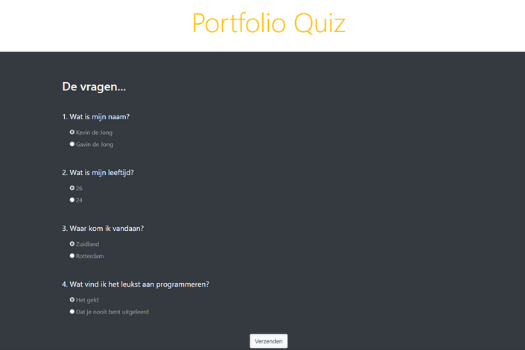 Portfolio Quiz
De vragen...
1. Wat is mijn naam?
Kevin de Jong
Gavin de Jong
2. Wat is mijn leeftijd?
26
24
3. Waar kom ik vandaan?
Zuidland
Rotterdam
4. Wat vind ik het leukst aan programmeren?
Het geld
Dat je nooit bent uitgeleerd
Verzenden